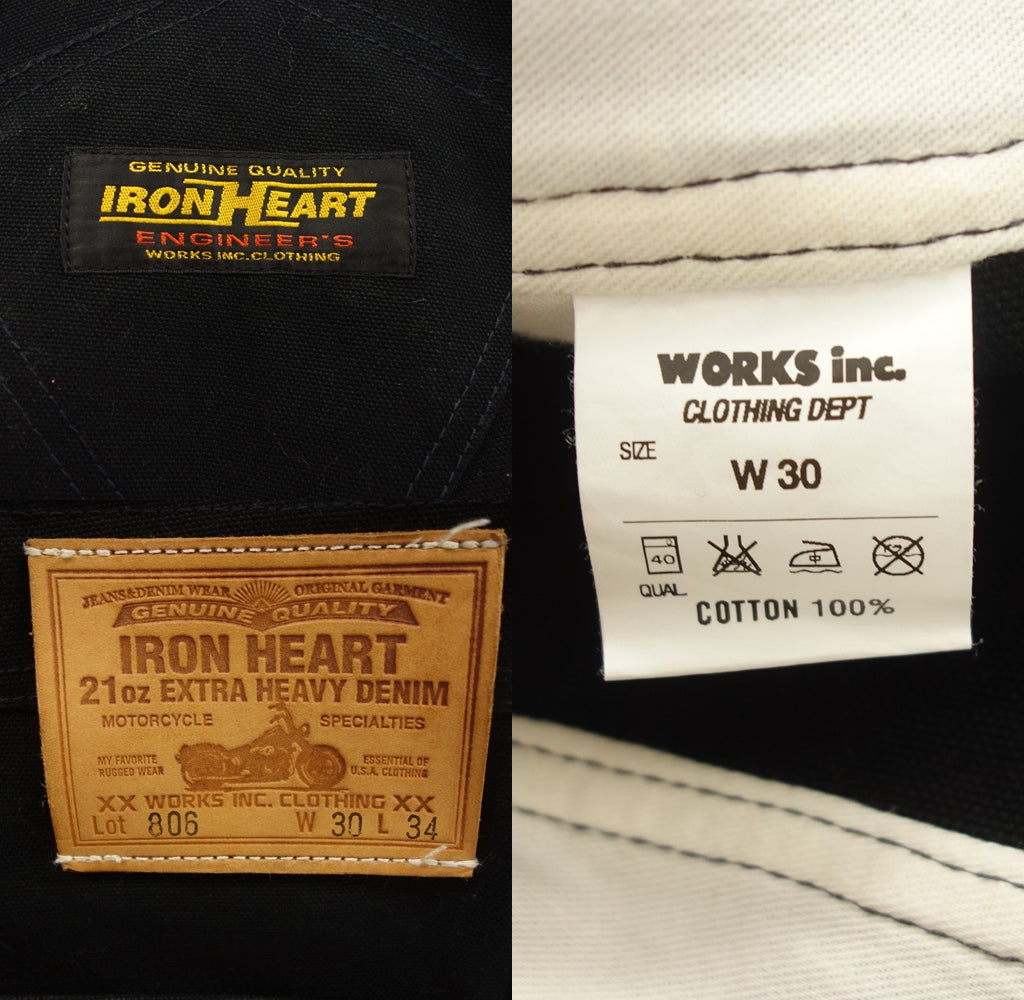 GENUINE QUALITY
IRON HEART
ENGINEER'S
WORKS INC. CLOTHING
JEANS&DENIM WEAR ORIGINAL GARMENT
GENUINE QUALITY
IRON HEART
21oz EXTRA HEAVY DENIM
MOTORCYCLE SPECIALTIES
MY FAVORITE ESSENTIAL OF
RUGGED WEAR U.S.A. CLOTHING
XX WORKS INC. CLOTHING XX
Lot 806 W 30 L 34
WORKS inc.
CLOTHING DEPT
SIZE
W 30
40
QUAL
COTTON 100%